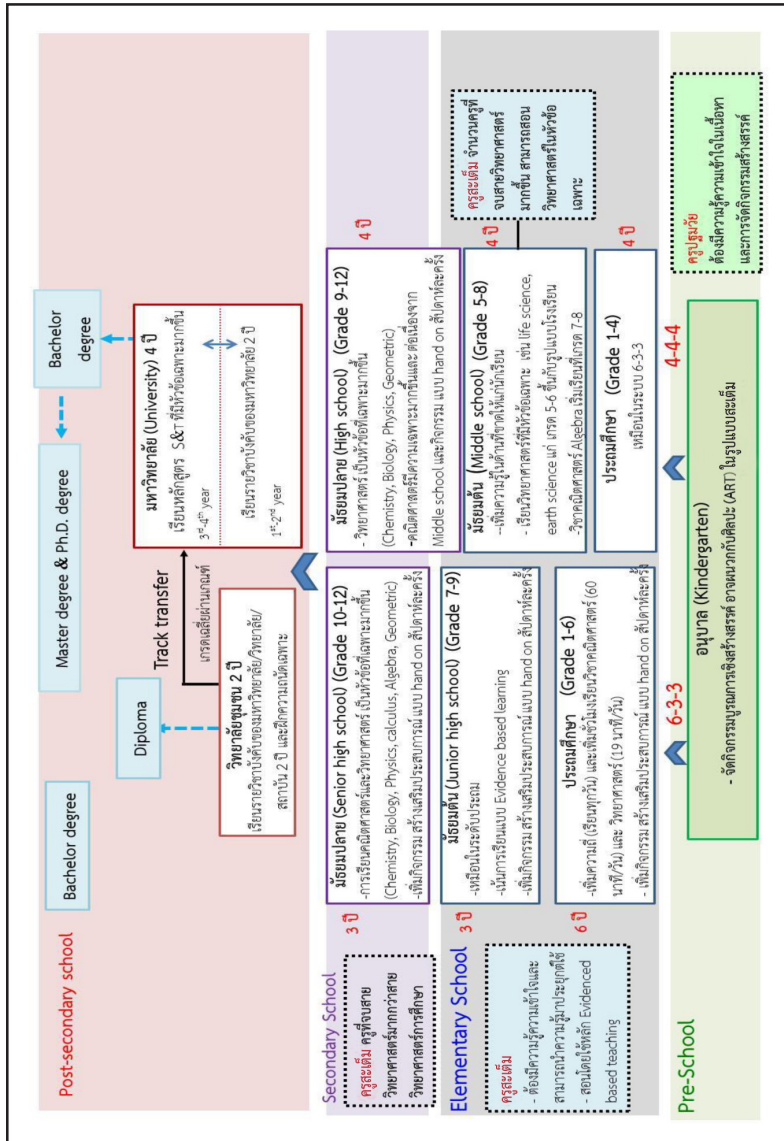 Post-secondary school
Bachelor degree
Master degree & Ph.D. degree
Bachelor
degree
Diploma
Track transfer
เกรดเฉลี่ยผ่านเกณฑ์
วิทยาลัยชุมชน 2 ปี
เรียนรายวิชาบังคับของมหาวิทยาลัย/วิทยาลัย/
สถาบัน 2 ปี และฝึกความถนัดเฉพาะ
มหาวิทยาลัย (University) 4 ปี
เรียนหลักสูตร S&T ที่มีหัวข้อเฉพาะมากขึ้น
3rd-4th year
เรียนรายวิชาบังคับของมหาวิทยาลัย 2 ปี
1st-2nd year
Secondary School
ครูสะเต็ม ครูที่จบสาย
วิทยาศาสตร์มากกว่าสาย
วิทยาศาสตร์การศึกษา
3 ปี
มัธยมปลาย (Senior high school) (Grade 10-12)
-การเรียนคณิตศาสตร์และวิทยาศาสตร์ เป็นหัวข้อที่เฉพาะมากขึ้น
(Chemistry, Biology, Physics, calculus, Algebra, Geometric)
-เพิ่มกิจกรรม สร้างเสริมประสบการณ์ แบบ hand on สัปดาห์ละครั้ง
มัธยมปลาย (High school) (Grade 9-12)
- วิทยาศาสตร์ เป็นหัวข้อที่เฉพาะมากขึ้น
(Chemistry, Biology, Physics, Geometric)
-คณิตศาสตร์มีความเฉพาะมากขึ้นและ ต่อเนื่องจาก
Middle school และกิจกรรม แบบ hand on สัปดาห์ละครั้ง
4 ปี
Elementary School
ครูสะเต็ม
- ต้องมีความรู้ความเข้าใจและ
สามารถนำความรู้มาประยุกต์ใช้
- สอนโดยใช้หลัก Evidenced
based teaching
3 ปี
มัธยมต้น (Junior high school) (Grade 7-9)
-เหมือนในระดับประถม
-เน้นการเรียนแบบ Evidence based learning
-เพิ่มกิจกรรม สร้างเสริมประสบการณ์ แบบ hand on สัปดาห์ละครั้ง
มัธยมต้น (Middle school) (Grade 5-8)
--เพิ่มความรู้ในด้านที่ขาดให้แก่นักเรียน
- เรียนวิทยาศาสตร์ที่มีหัวข้อเฉพาะ เช่น life science,
earth science แก่ เกรด 5-6 ขึ้นกับรูปแบบโรงเรียน
-วิชาคณิตศาสตร์ Algebra เริ่มเรียนที่เกรด 7-8
4 ปี
ครูสะเต็ม จำนวนครูที่
จบสายวิทยาศาสตร์
มากขึ้น สามารถสอน
วิทยาศาสตร์ในหัวข้อ
เฉพาะ
6 ปี
ประถมศึกษา (Grade 1-6)
-เพิ่มความถี่ (เรียนทุกวัน) และเพิ่มชั่วโมงเรียนวิชาคณิตศาสตร์ (60
นาที/วัน) และ วิทยาศาสตร์ (19 นาที/วัน)
- เพิ่มกิจกรรม สร้างเสริมประสบการณ์ แบบ hand on สัปดาห์ละครั้ง
ประถมศึกษา (Grade 1-4)
เหมือนในระบบ 6-3-3
4 ปี
6-3-3
4-4-4
Pre-School
อนุบาล (Kindergarten)
- จัดกิจกรรมบูรณการเชิงสร้างสรรค์ อาจผนวกกับศิลปะ (ART) ในรูปแบบสะเต็ม
ครูปฐมวัย
ต้องมีความรู้ความเข้าใจในเนื้อหา
และการจัดกิจกรรมสร้างสรรค์